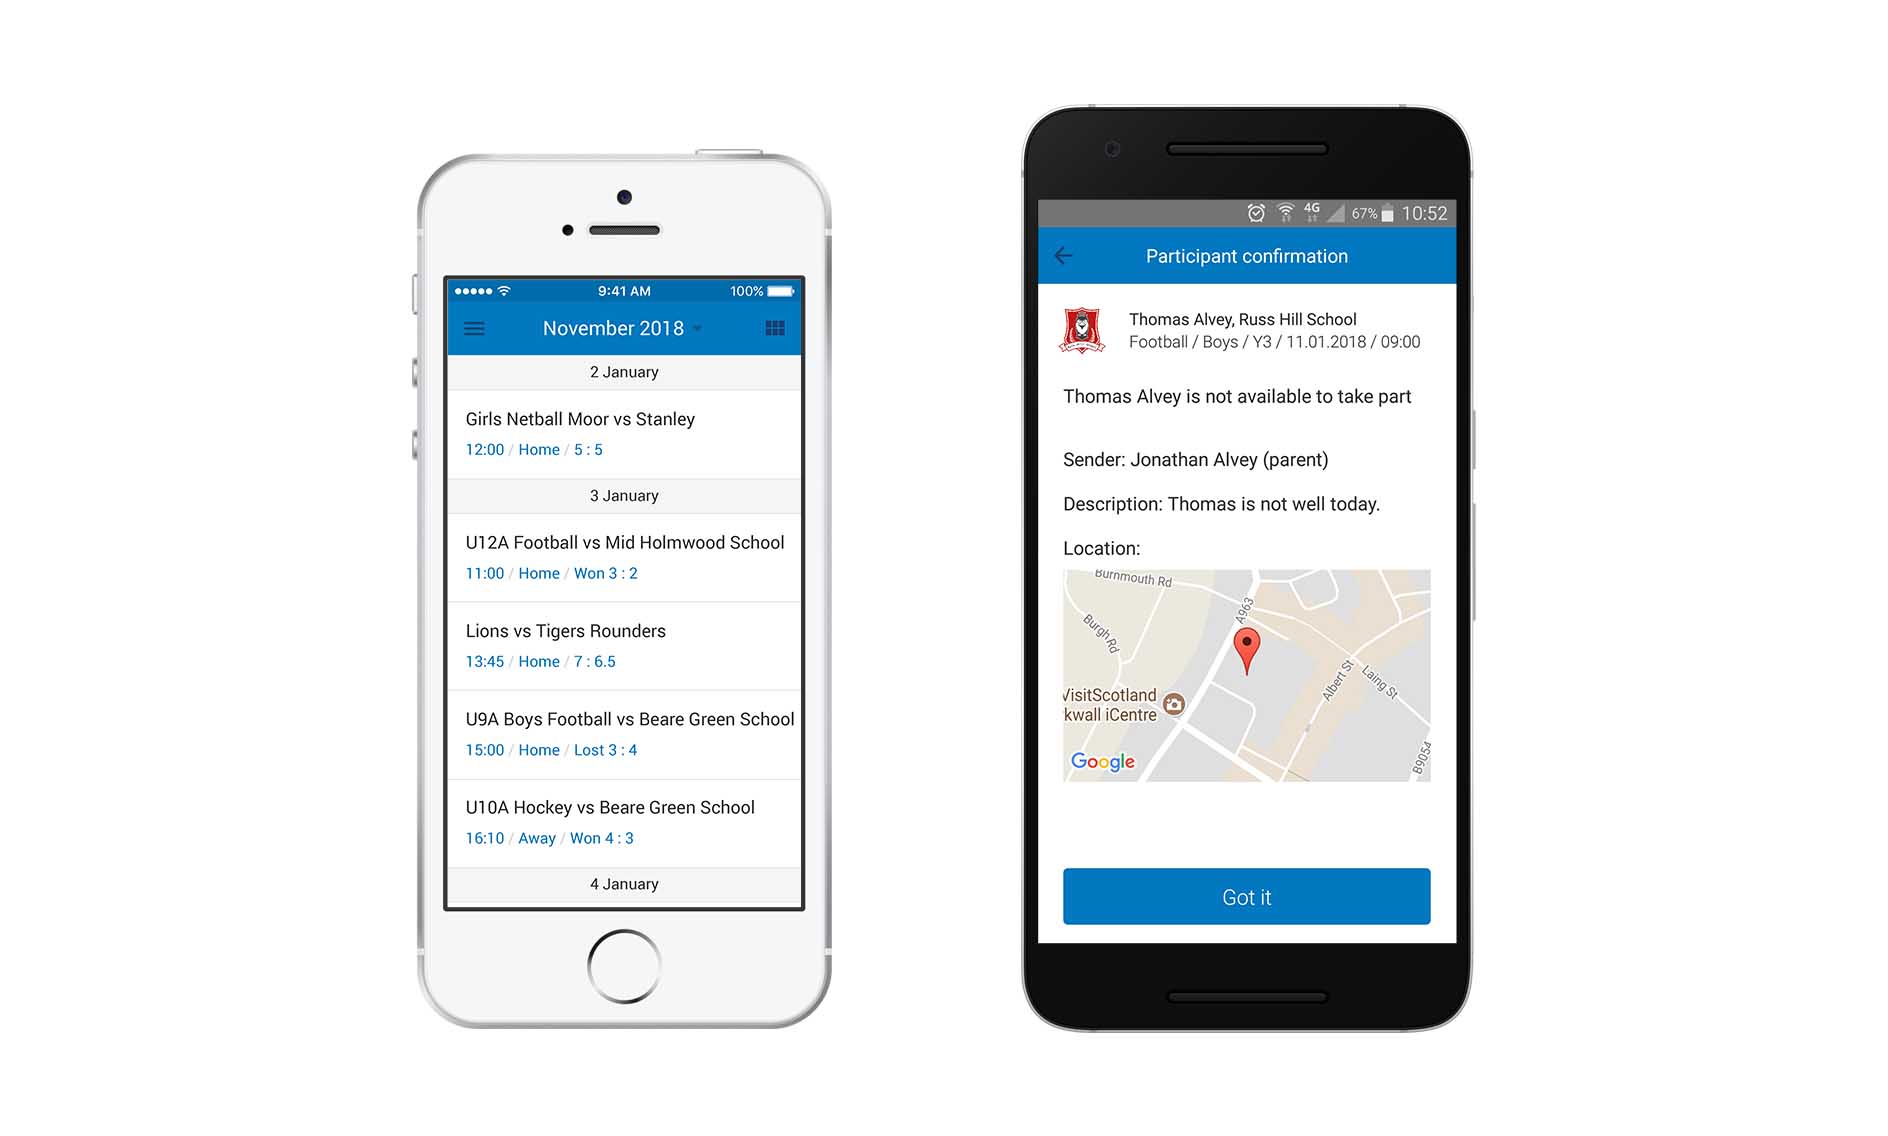 9:41 AM
100%
November 2018
2 January
Girls Netball Moor vs Stanley
12:00 / Home / 5 : 5
3 January
U12A Football vs Mid Holmwood School
11:00 / Home / Won 3 : 2
Lions vs Tigers Rounders
13:45 / Home / 7 : 6.5
U9A Boys Football vs Beare Green School
15:00 / Home / Lost 3 : 4
U10A Hockey vs Beare Green School
16:10 / Away / Won 4 : 3
4 January
4G
67%
10:52
Participant confirmation
Thomas Alvey, Russ Hill School
Football / Boys / Y3 / 11.01.2018 / 09:00
Thomas Alvey is not available to take part
Sender: Jonathan Alvey (parent)
Description: Thomas is not well today.
Location:
Burnmouth Rd
A963
Burgh Rd
Albert St
Laing St
VisitScotland
kwall iCentre
B9054
Google
Got it